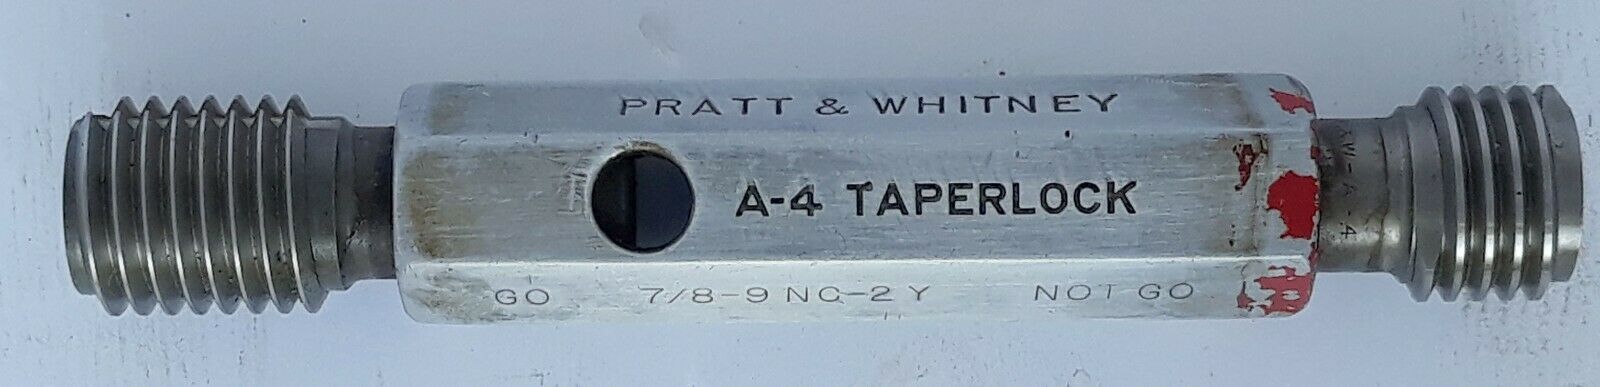 PRATT & WHITNEY
A-4 TAPERLOCK
GO 7/8-9 NC-2 Y NOT GO